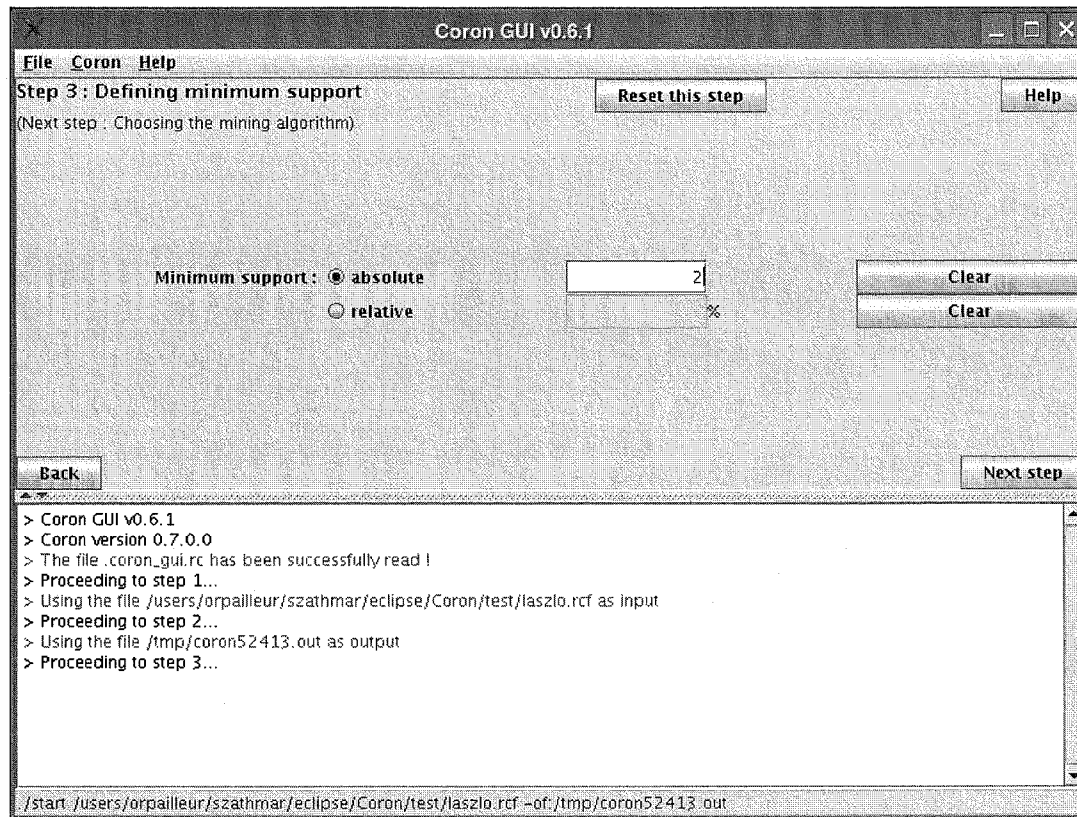 Coron GUI v0.6.1
File Coron Help
Step 3 : Defining minimum support
Reset this step
Help
(Next step : Choosing the mining algorithm)
Minimum support : absolute 2 Clear
relative % Clear
Back
Next step
> Coron GUI v0.6.1
> Coron version 0.7.0.0
> The file .coron_gui.rc has been successfully read !
> Proceeding to step 1...
> Using the file /users/orpailleur/szathmar/eclipse/Coron/test/laszlo.rcf as input
> Proceeding to step 2...
> Using the file /tmp/coron52413.out as output
> Proceeding to step 3...
./start /users/orpailleur/szathmar/eclipse/Coron/test/laszlo.rcf -of:/tmp/coron52413.out